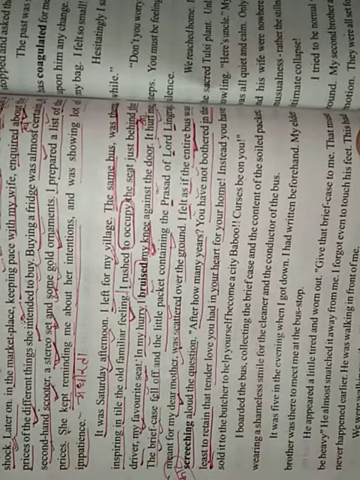 shock. Later on, in the market-place, keeping pace with my wife, enquired about the
prices of the different things she intended to buy. Buying a fridge was almost certain, a
second-hand scooter, a stereo set and some gold ornaments, I prepared a list of the
prices. She kept reminding me about her intentions, and was showing lot of
impatience.
It was Saturday afternoon. I left for my village. The same bus, was then
inspiring in me the old familiar feeling. I rushed to occupy the seat just behind the
driver, my favourite seat. In my hurry I bruised my knee against the door. It hurt me.
The brief-case fell off and the little packet containing the Prasad of Lord Lingaraj
meant for my dear mother, was scattered over the ground. I felt as if the entire bus was
screeching aloud the question. "After how many years? You have not bothered in the
least to retain that tender love you had in your heart for your home! Instead you have
sold it to the butcher to help yourself become a city Baboo!! Curses be on you!"
I boarded the bus, collecting the brief case and the content of the soiled packet
wearing a shameless smile for the cleaner and the conductor of the bus.
It was five in the evening when I got down. I had written beforehand. My elder
brother was there to meet me at the bus-stop.
He appeared a little tired and worn out. "Give that brief-case to me. That must
be heavy" He almost snatched it away from me. I forgot even to touch his feet. This had
never happened earlier. He was walking in front of me.
We were
stopped and asked the
The past was
has coagulated for
upon him any change.
my bag. I felt so small!
Hesitatingly I
while."
"Don't you worry
steps. You must be feeling
We reached home. I
sacred Tulsi plant.
"Here's uncle." My
was all quiet and calm. Only
his wife were nowhere
usualness - rather the
ultimate collapse!
I tried to be normal
My second brother
bottom. They were all set